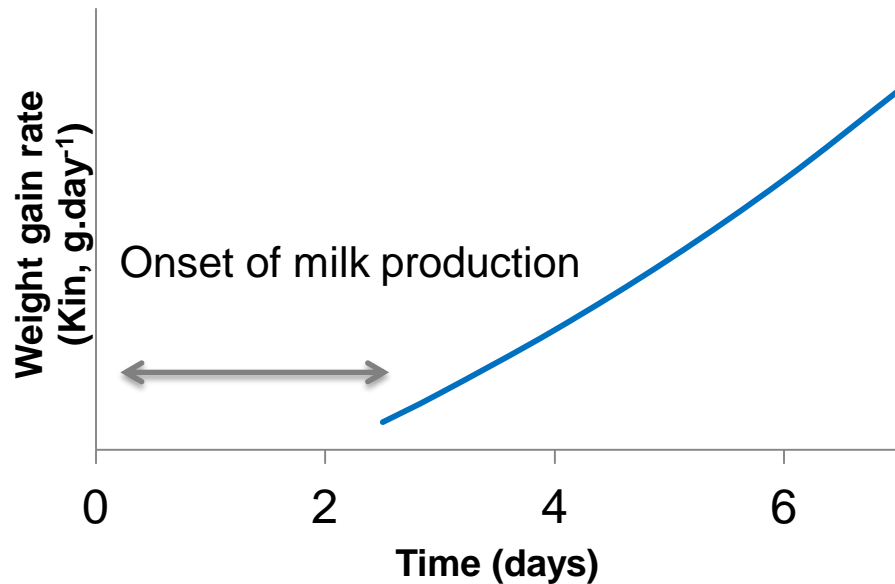 Weight gain rate
(Kin, g.day⁻¹)
Onset of milk production
0 2 4 6
Time (days)